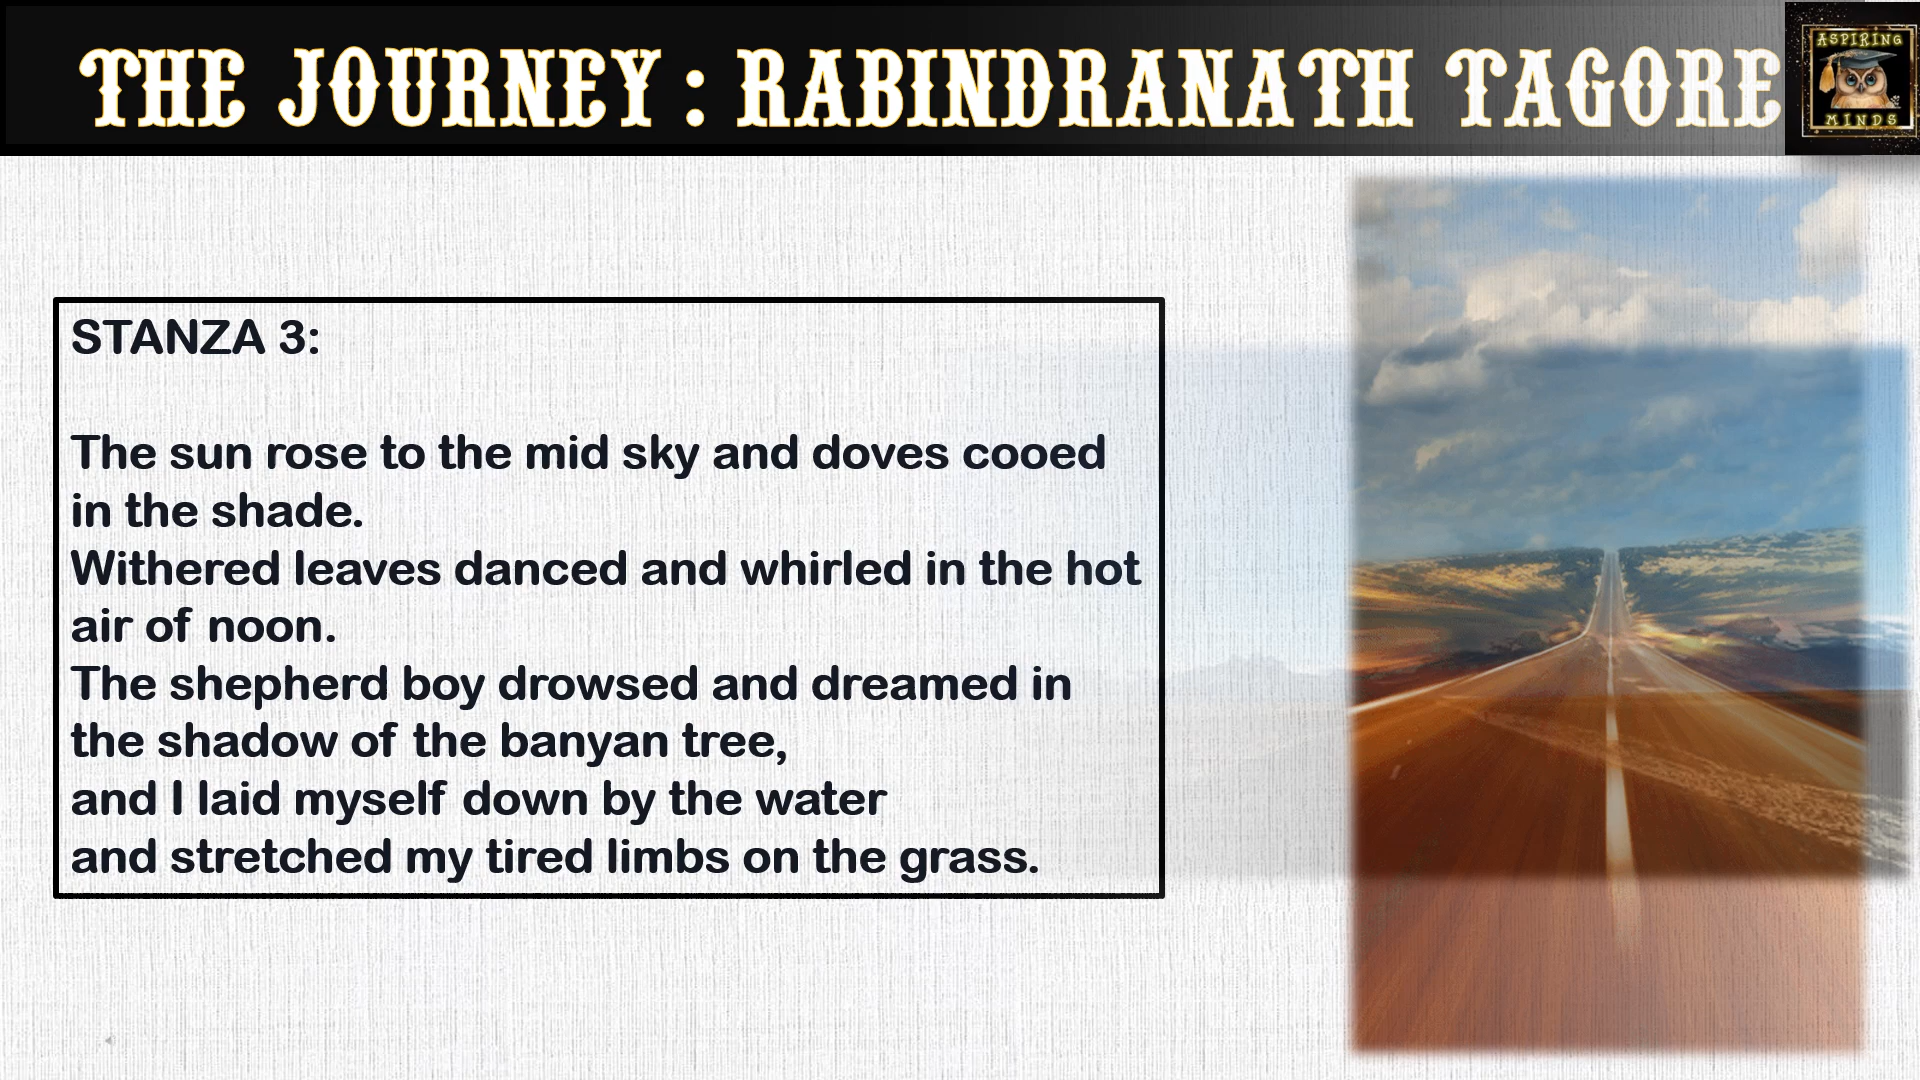 THE JOURNEY : RABINDRANATH TAGORE
ASPIRING
MINDS
STANZA 3:
The sun rose to the mid sky and doves cooed
in the shade.
Withered leaves danced and whirled in the hot
air of noon.
The shepherd boy drowsed and dreamed in
the shadow of the banyan tree,
and I laid myself down by the water
and stretched my tired limbs on the grass.